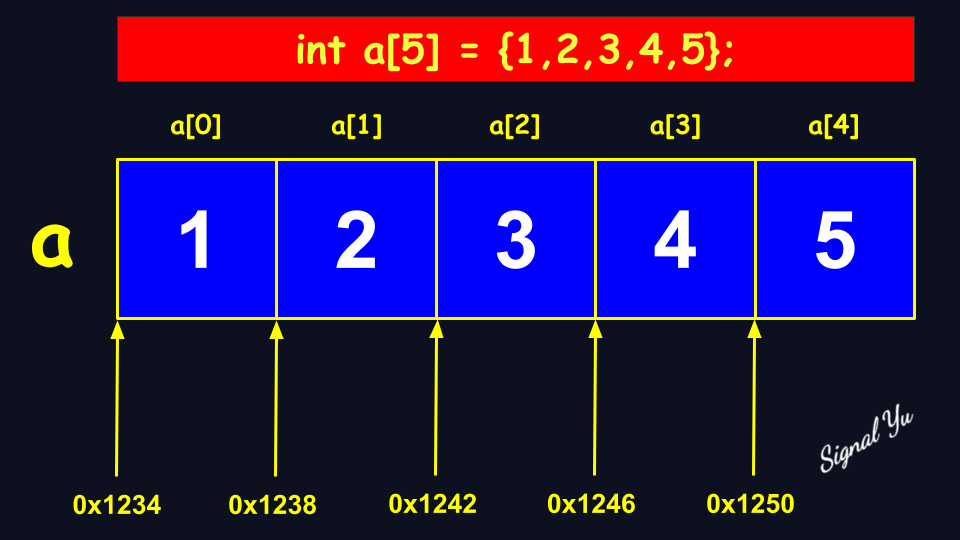 int a[5] = {1,2,3,4,5};
a[0] a[1] a[2] a[3] a[4]
a 1 2 3 4 5
Signal Yu
0x1234 0x1238 0x1242 0x1246 0x1250